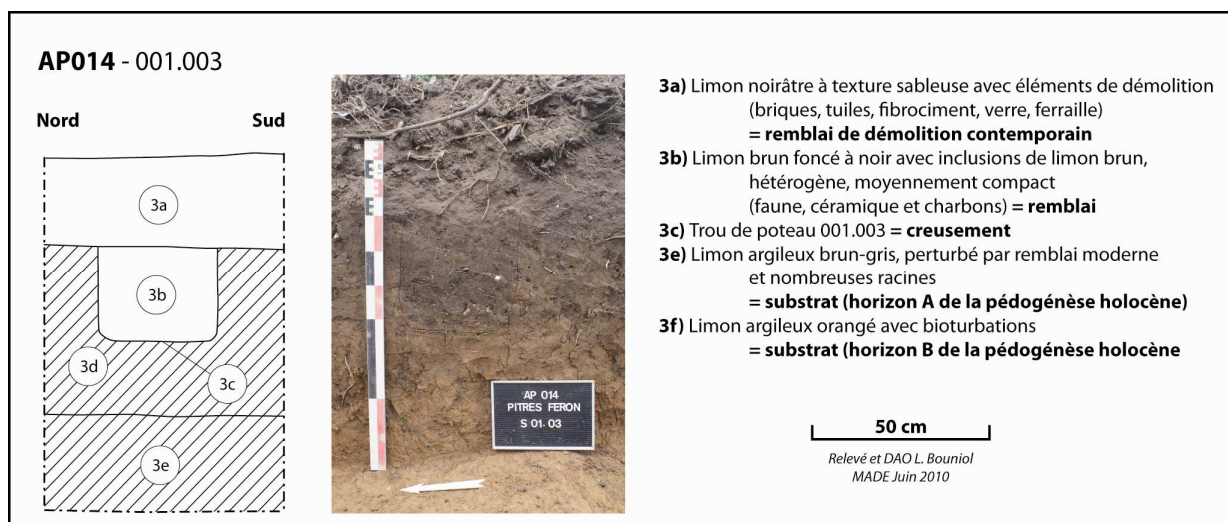 AP014 - 001.003
Nord
Sud
3a
3b
3d
3c
3e
AP 014
PITRES FERON
S 01.03
3a) Limon noirâtre à texture sableuse avec éléments de démolition
(briques, tuiles, fibrociment, verre, ferraille)
= remblai de démolition contemporain
3b) Limon brun foncé à noir avec inclusions de limon brun,
hétérogène, moyennement compact
(faune, céramique et charbons) = remblai
3c) Trou de poteau 001.003 = creusement
3e) Limon argileux brun-gris, perturbé par remblai moderne
et nombreuses racines
= substrat (horizon A de la pédogénèse holocène)
3f) Limon argileux orangé avec bioturbations
= substrat (horizon B de la pédogénèse holocène
50 cm
Relevé et DAO L. Bouniol
MADE Juin 2010